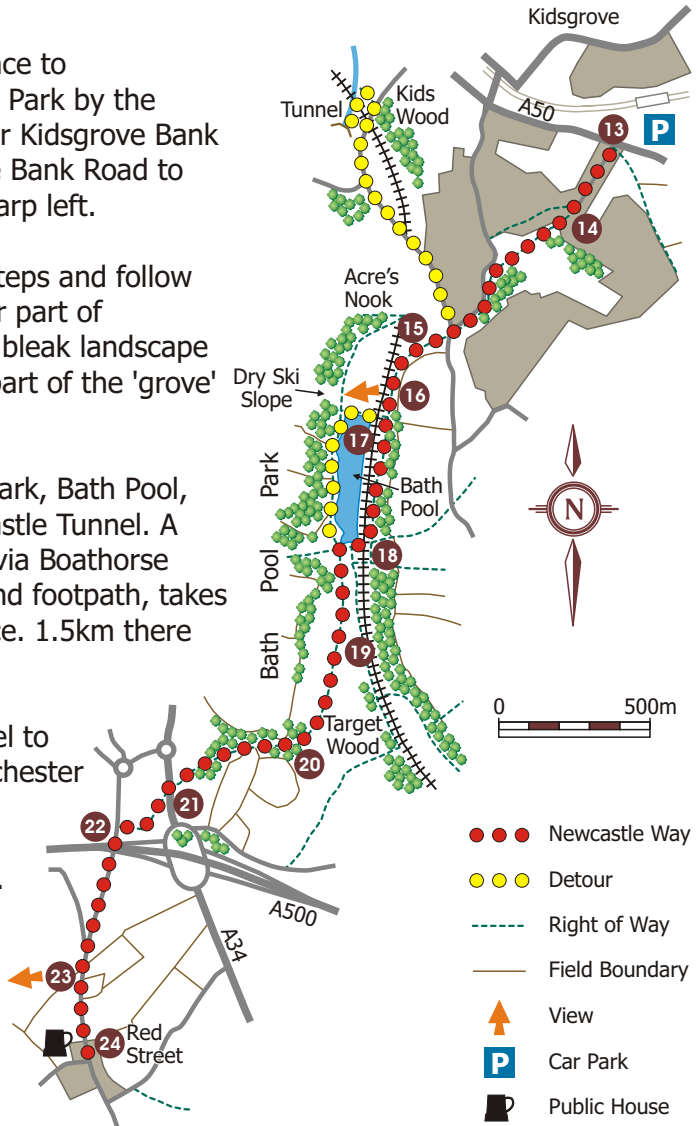 nce to
Park by the
r Kidsgrove Bank
e Bank Road to
arp left.
teps and follow
r part of
bleak landscape
part of the 'grove'
ark, Bath Pool,
astle Tunnel. A
via Boathorse
nd footpath, takes
ce. 1.5km there
el to
chester
.
Kidsgrove
A50
13
P
Tunnel
Kids
Wood
14
Acre's
Nook
15
Dry Ski
Slope
16
17
Park
Bath
Pool
N
18
Pool
19
Bath
0
500m
Target
Wood
20
21
22
A500
A34
23
24
Red
Street
Newcastle Way
Detour
Right of Way
Field Boundary
View
P
Car Park
Public House